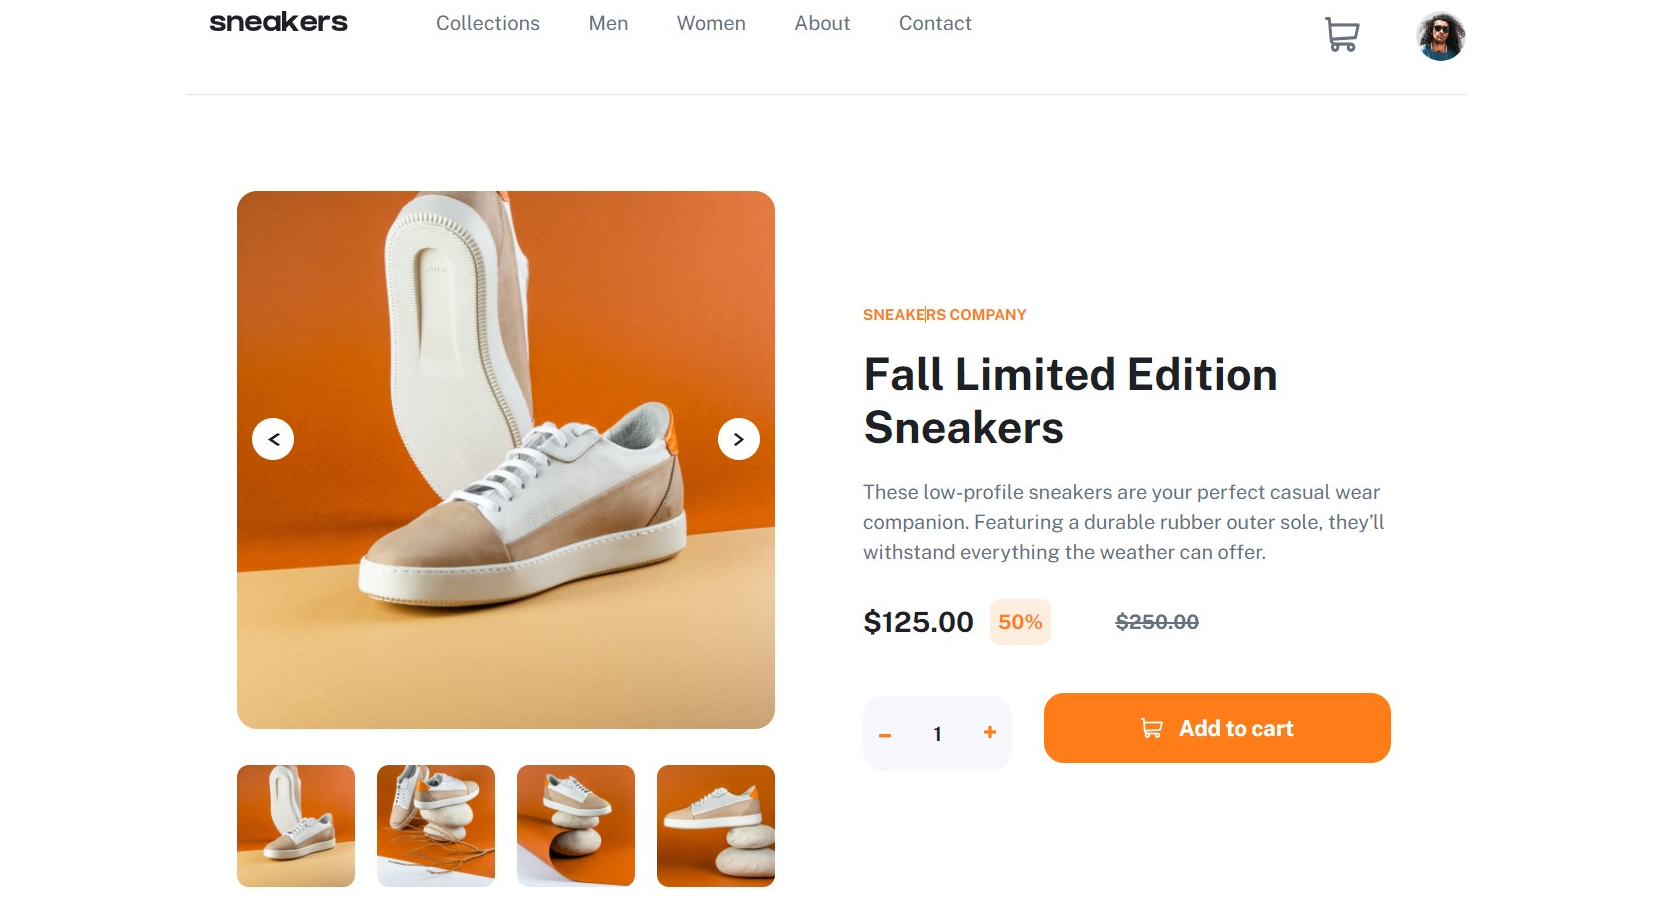 sneakers
Collections Men Women About Contact
SNEAKERS COMPANY
Fall Limited Edition
Sneakers
These low-profile sneakers are your perfect casual wear
companion. Featuring a durable rubber outer sole, they’ll
withstand everything the weather can offer.
$125.00 50% $250.00
1 Add to cart